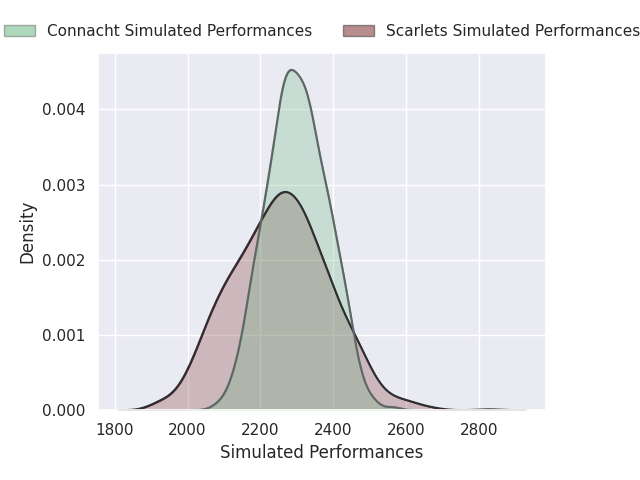 Connacht Simulated Performances
Scarlets Simulated Performances
0.004
0.003
0.002
0.001
0.000
Density
1800 2000 2200 2400 2600 2800
Simulated Performances